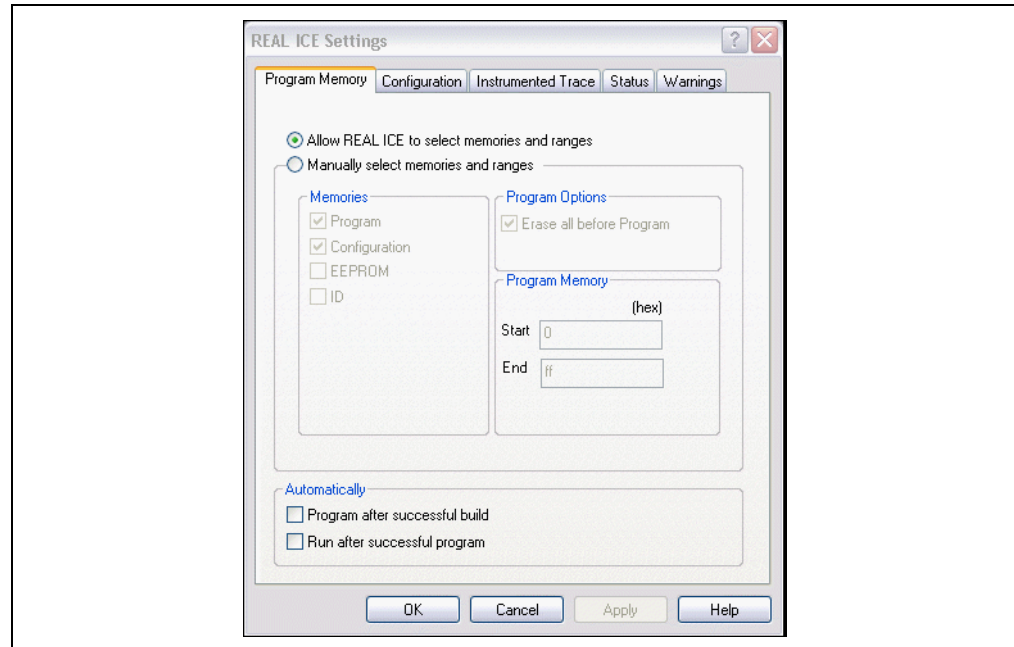 REAL ICE Settings
Program Memory Configuration Instrumented Trace Status Warnings
Allow REAL ICE to select memories and ranges
Manually select memories and ranges
Memories
Program
Configuration
EEPROM
ID
Program Options
Erase all before Program
Program Memory
(hex)
Start 0
End ff
Automatically
Program after successful build
Run after successful program
OK Cancel Apply Help